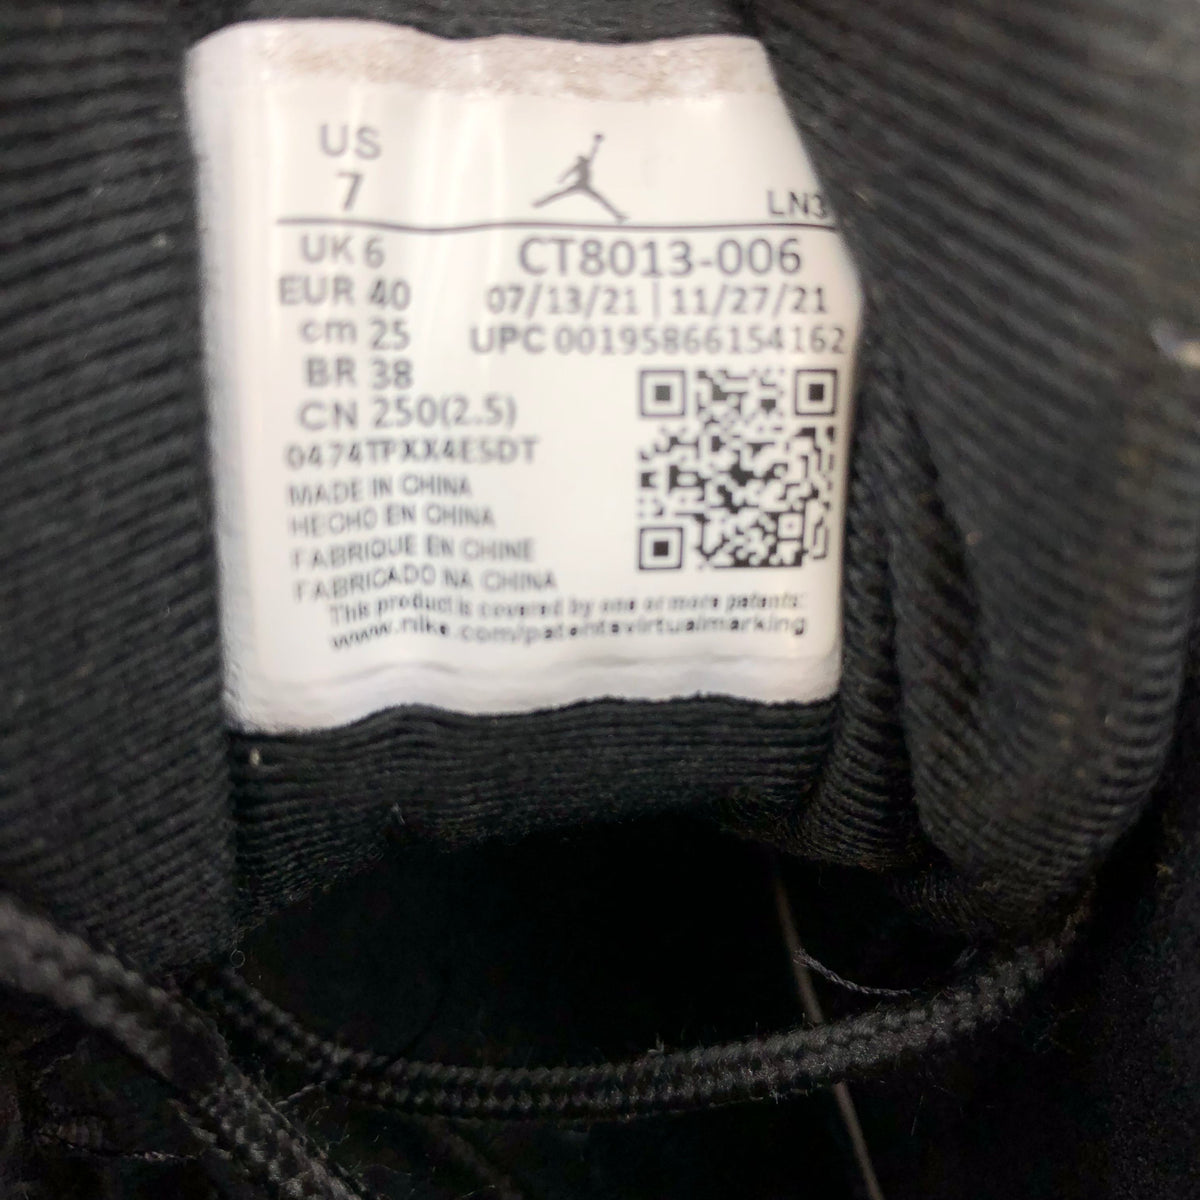 US
7
LN3
UK 6
EUR 40
cm 25
BR 38
CN 250(2.5)
CT8013-006
07/13/21 | 11/27/21
UPC 00195866154162
0474TPXX4ESDT
MADE IN CHINA
HECHO EN CHINA
FABRIQUE EN CHINE
FABRICADO NA CHINA
This product is covered by one or more patents:
www.nike.com/patentsvirtualmarking